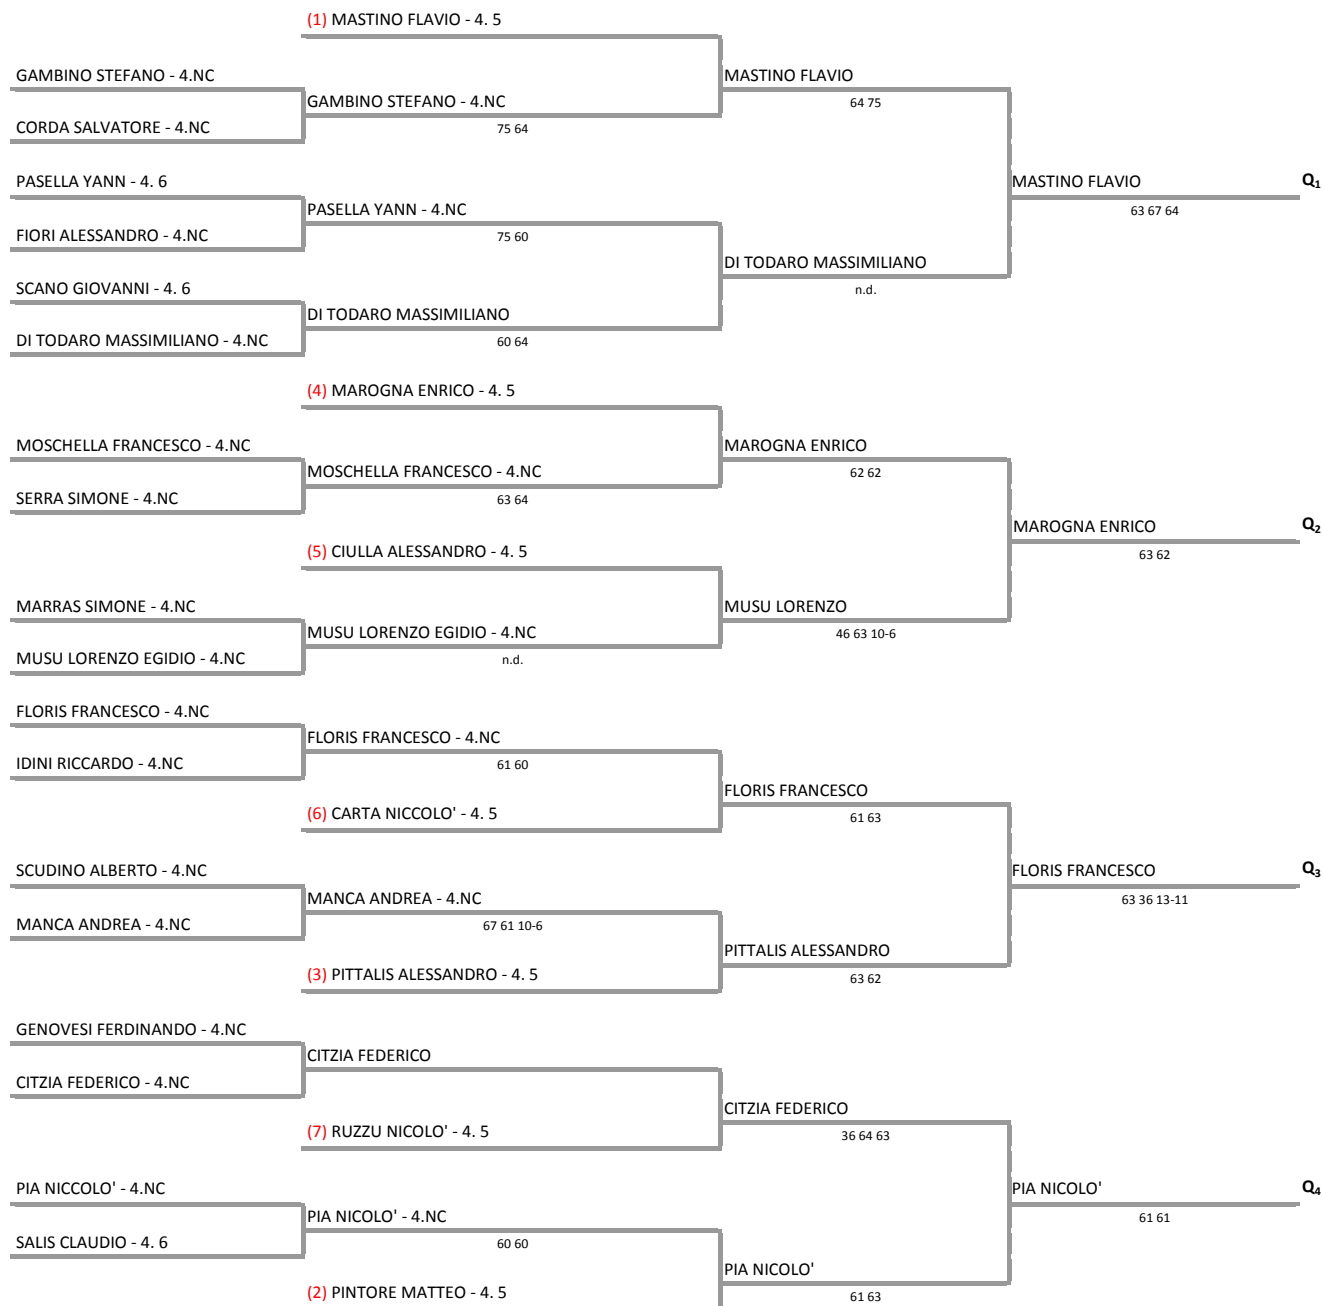 (1) MASTINO FLAVIO - 4. 5
GAMBINO STEFANO - 4.NC
MASTINO FLAVIO
GAMBINO STEFANO - 4.NC
64 75
CORDA SALVATORE - 4.NC
75 64
PASELLA YANN - 4. 6
MASTINO FLAVIO
Q1
PASELLA YANN - 4.NC
63 67 64
FIORI ALESSANDRO - 4.NC
75 60
DI TODARO MASSIMILIANO
SCANO GIOVANNI - 4. 6
n.d.
DI TODARO MASSIMILIANO
DI TODARO MASSIMILIANO - 4.NC
60 64
(4) MAROGNA ENRICO - 4. 5
MOSCHELLA FRANCESCO - 4.NC
MAROGNA ENRICO
MOSCHELLA FRANCESCO - 4.NC
62 62
SERRA SIMONE - 4.NC
63 64
MAROGNA ENRICO
Q2
(5) CIULLA ALESSANDRO - 4. 5
63 62
MARRAS SIMONE - 4.NC
MUSU LORENZO
MUSU LORENZO EGIDIO - 4.NC
46 63 10-6
MUSU LORENZO EGIDIO - 4.NC
n.d.
FLORIS FRANCESCO - 4.NC
FLORIS FRANCESCO - 4.NC
IDINI RICCARDO - 4.NC
61 60
FLORIS FRANCESCO
(6) CARTA NICCOLO' - 4. 5
61 63
SCUDINO ALBERTO - 4.NC
FLORIS FRANCESCO
Q3
MANCA ANDREA - 4.NC
63 36 13-11
MANCA ANDREA - 4.NC
67 61 10-6
PITTALIS ALESSANDRO
(3) PITTALIS ALESSANDRO - 4. 5
63 62
GENOVESI FERDINANDO - 4.NC
CITZIA FEDERICO
CITZIA FEDERICO - 4.NC
CITZIA FEDERICO
(7) RUZZU NICOLO' - 4. 5
36 64 63
PIA NICCOLO' - 4.NC
PIA NICOLO'
Q4
PIA NICOLO' - 4.NC
61 61
SALIS CLAUDIO - 4. 6
60 60
PIA NICOLO'
(2) PINTORE MATTEO - 4. 5
61 63